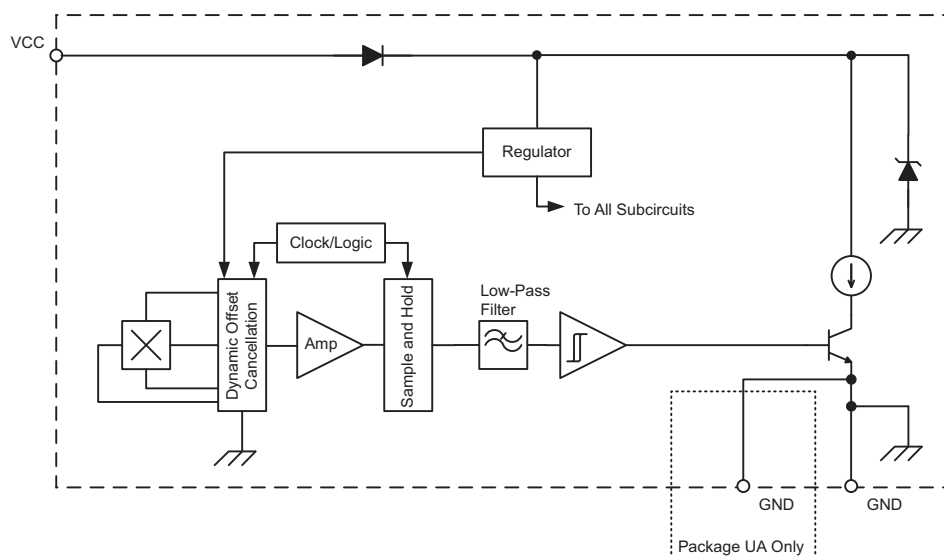 VCC
Regulator
To All Subcircuits
Clock/Logic
Dynamic Offset
Cancellation
Amp
Sample and Hold
Low-Pass
Filter
GND
GND
Package UA Only